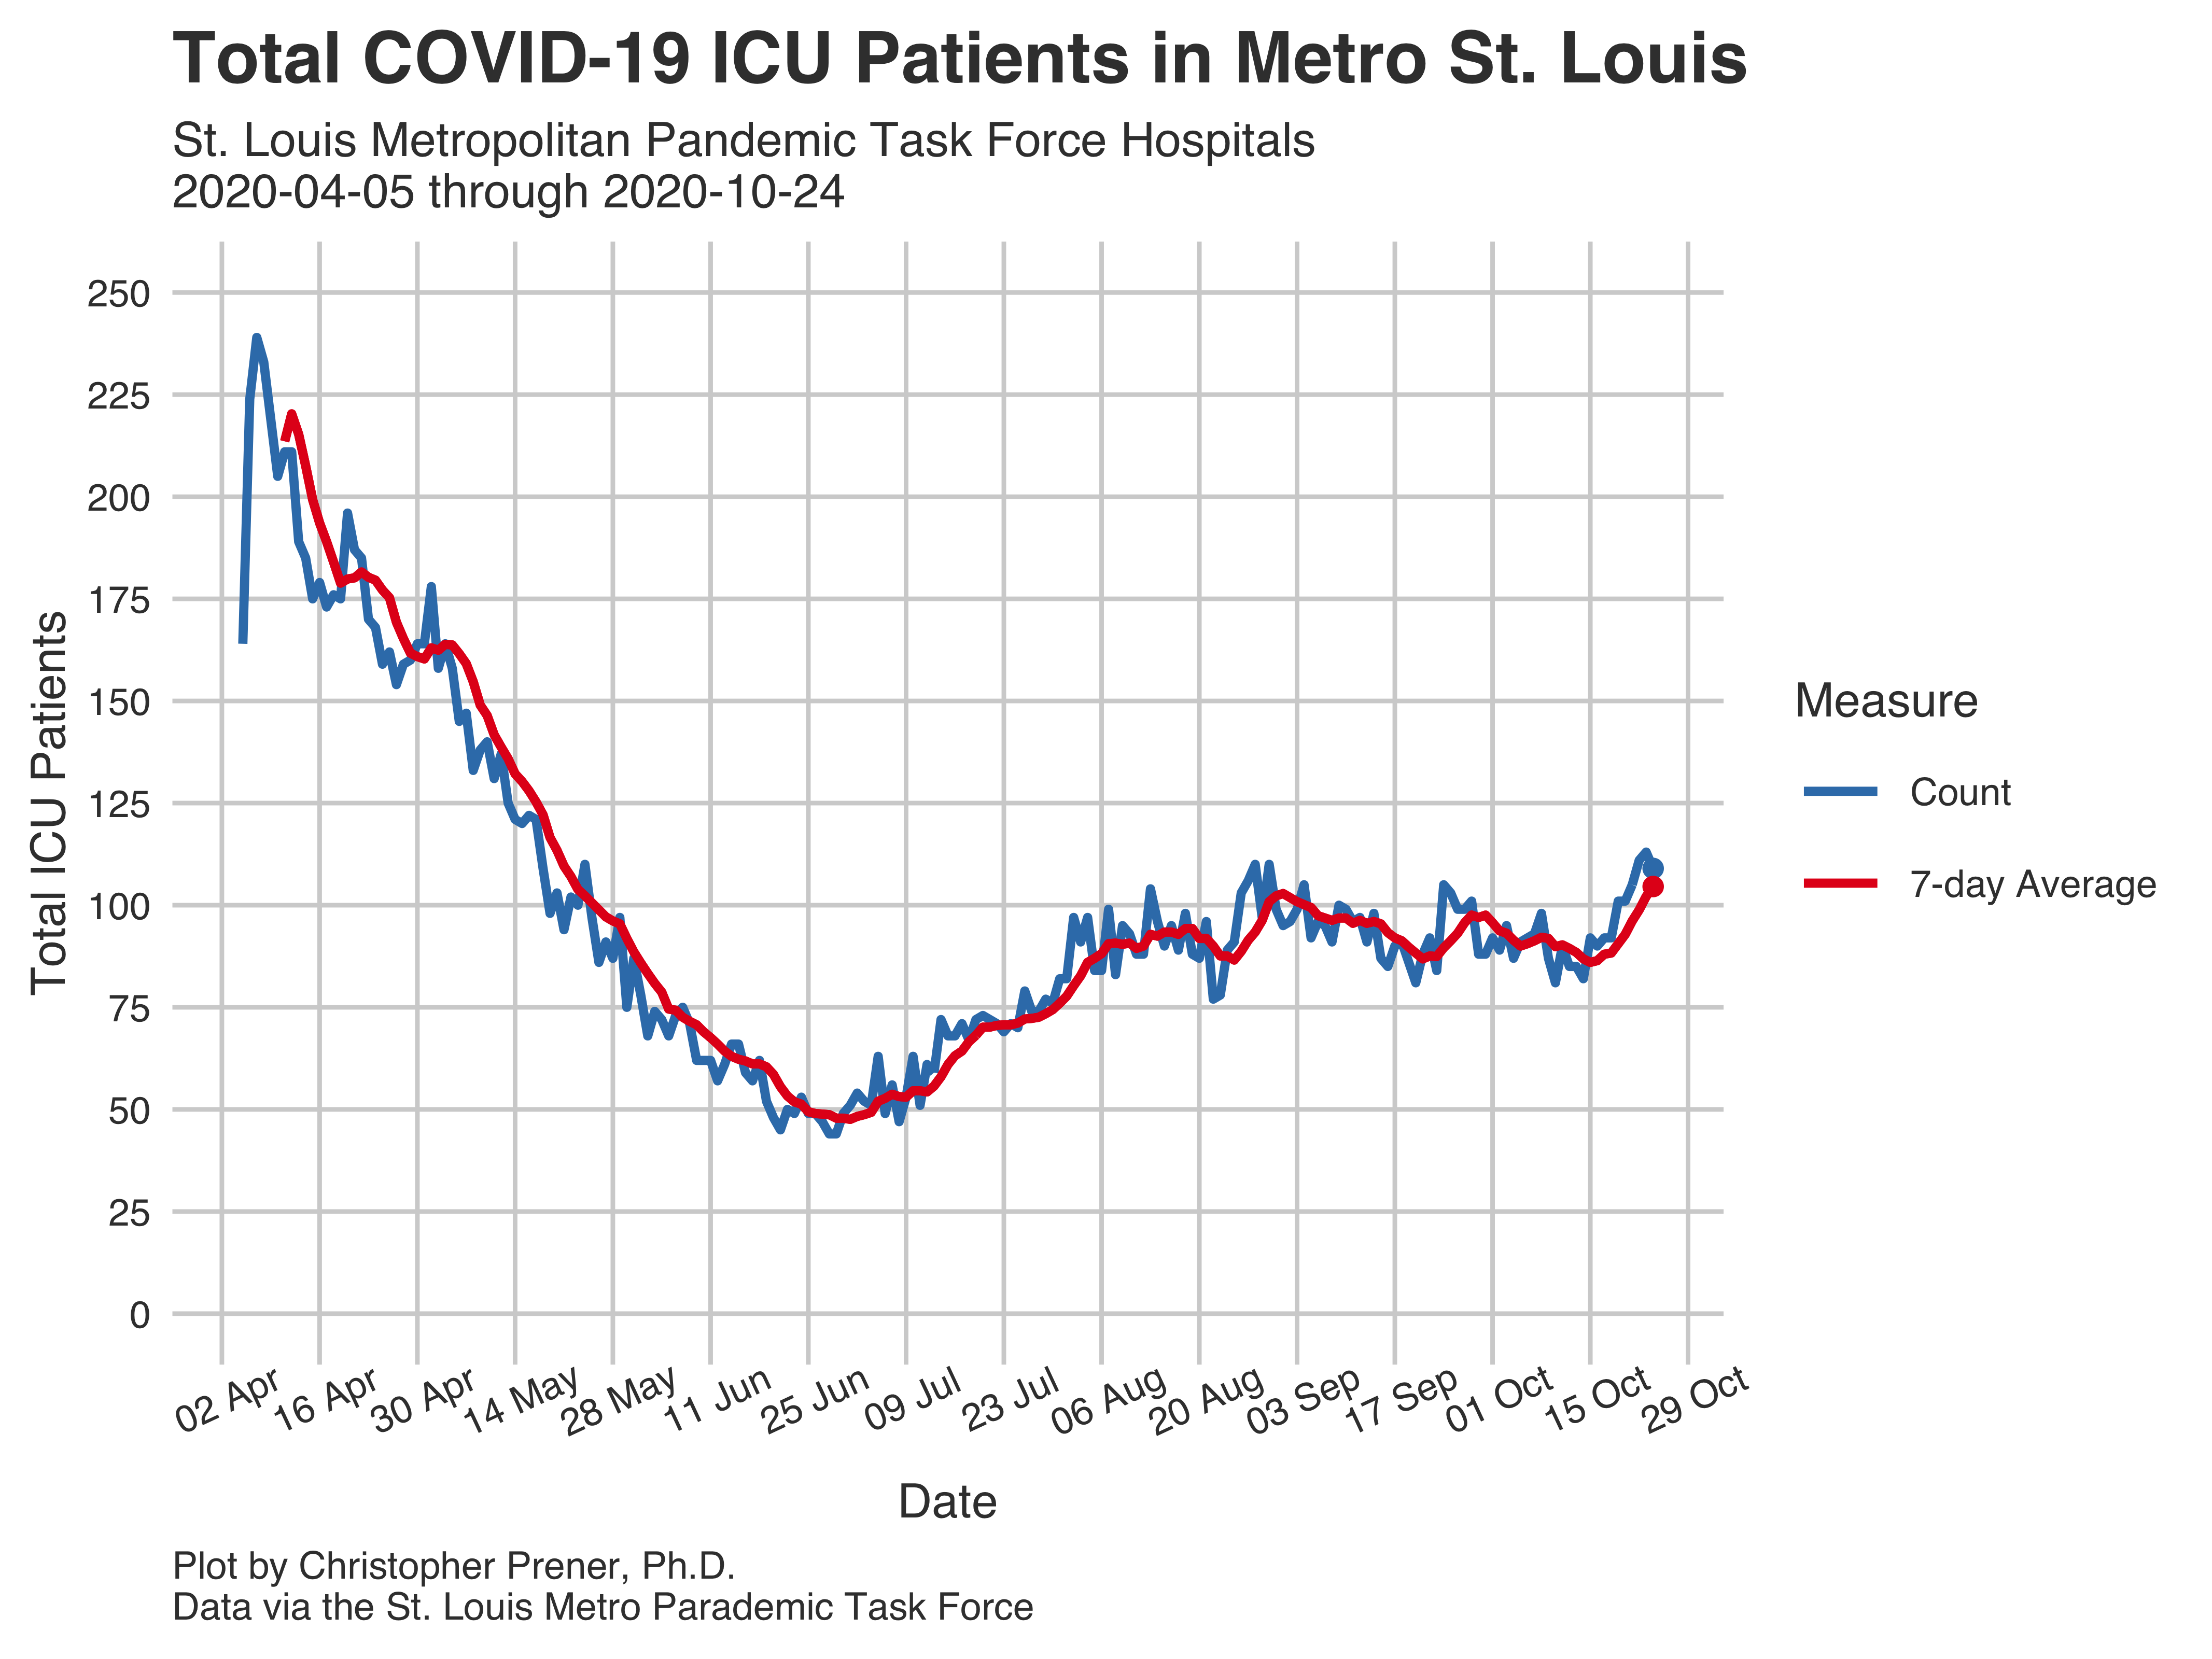 Total COVID-19 ICU Patients in Metro St. Louis
St. Louis Metropolitan Pandemic Task Force Hospitals
2020-04-05 through 2020-10-24
Total ICU Patients
250
225
200
175
150
125
100
75
50
25
0
02 Apr
16 Apr
30 Apr
14 May
28 May
11 Jun
25 Jun
09 Jul
23 Jul
06 Aug
20 Aug
03 Sep
17 Sep
01 Oct
15 Oct
29 Oct
Date
Measure
Count
7-day Average
Plot by Christopher Prener, Ph.D.
Data via the St. Louis Metro Parademic Task Force